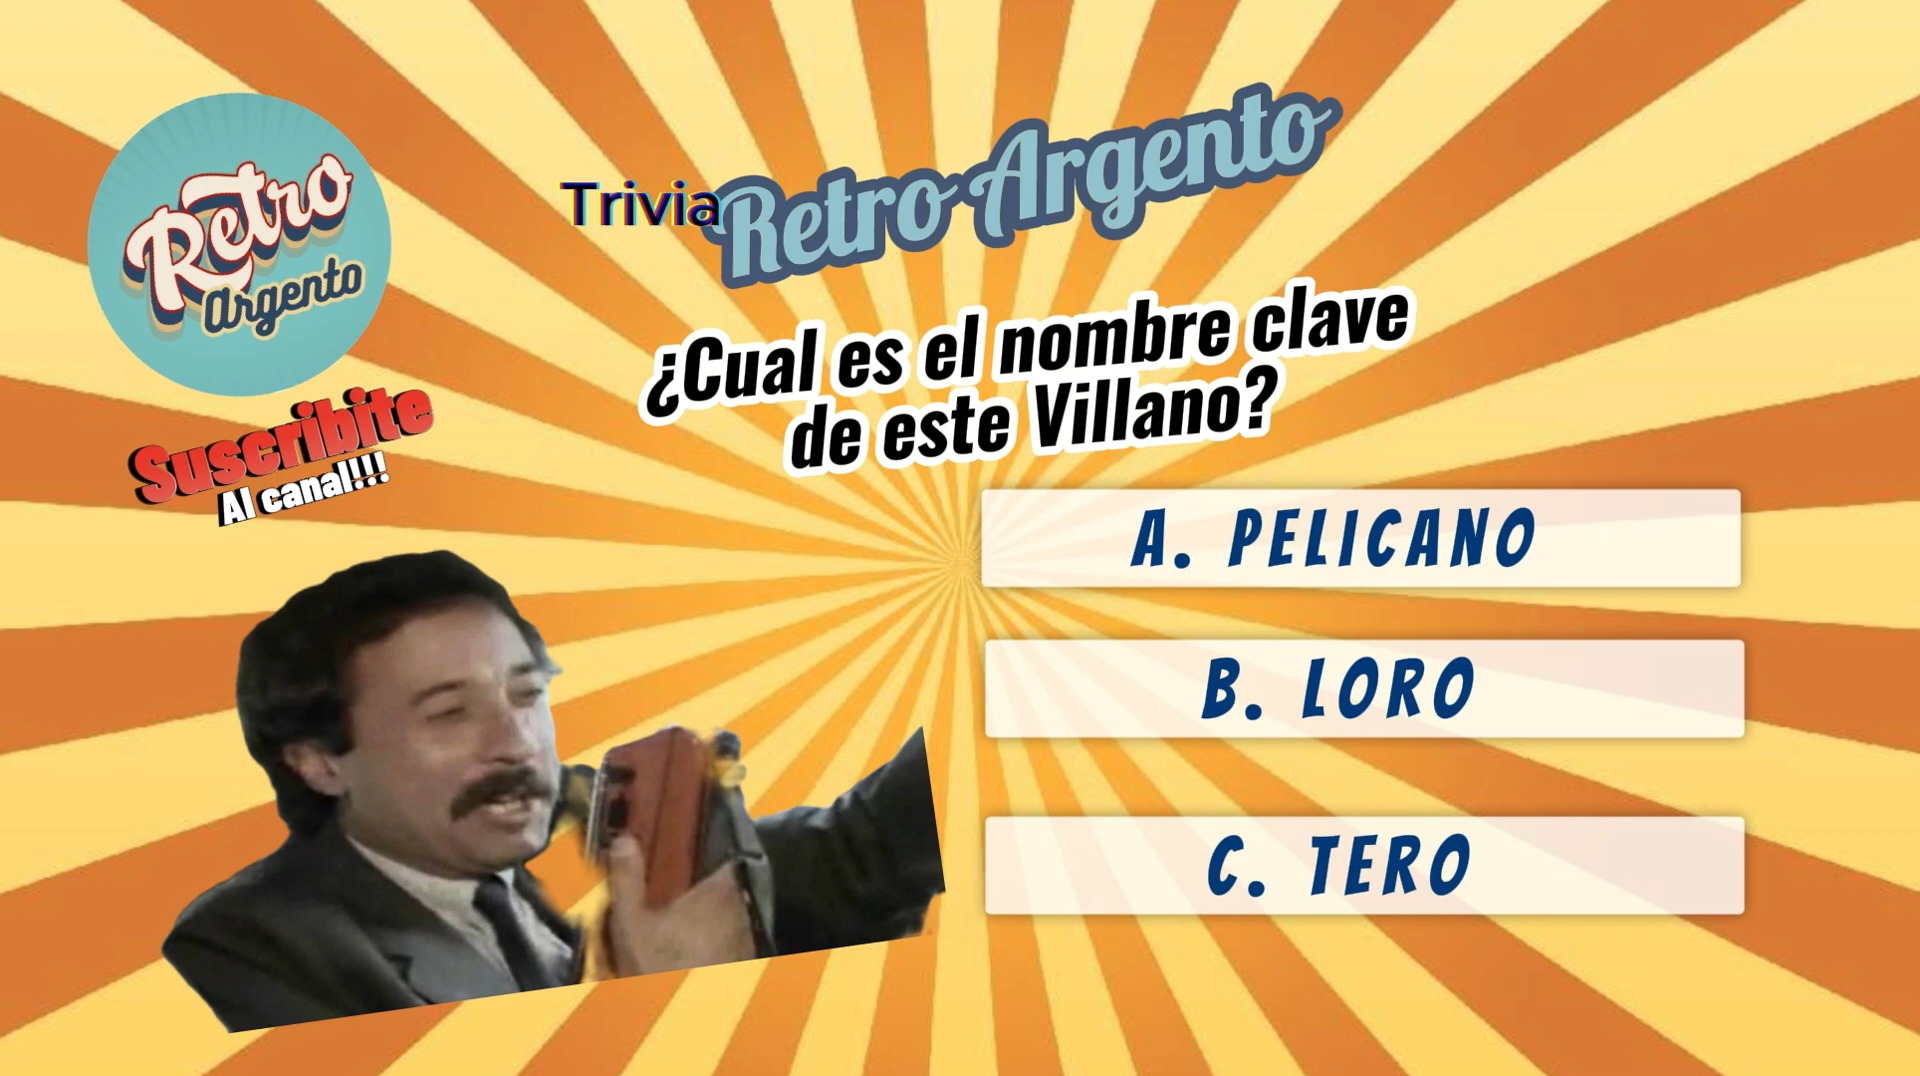 Retro
Argento
Suscribite
Al canal!!!
Trivia Retro Argento
¿Cual es el nombre clave
de este Villano?
A. PELICANO
B. LORO
C. TERO